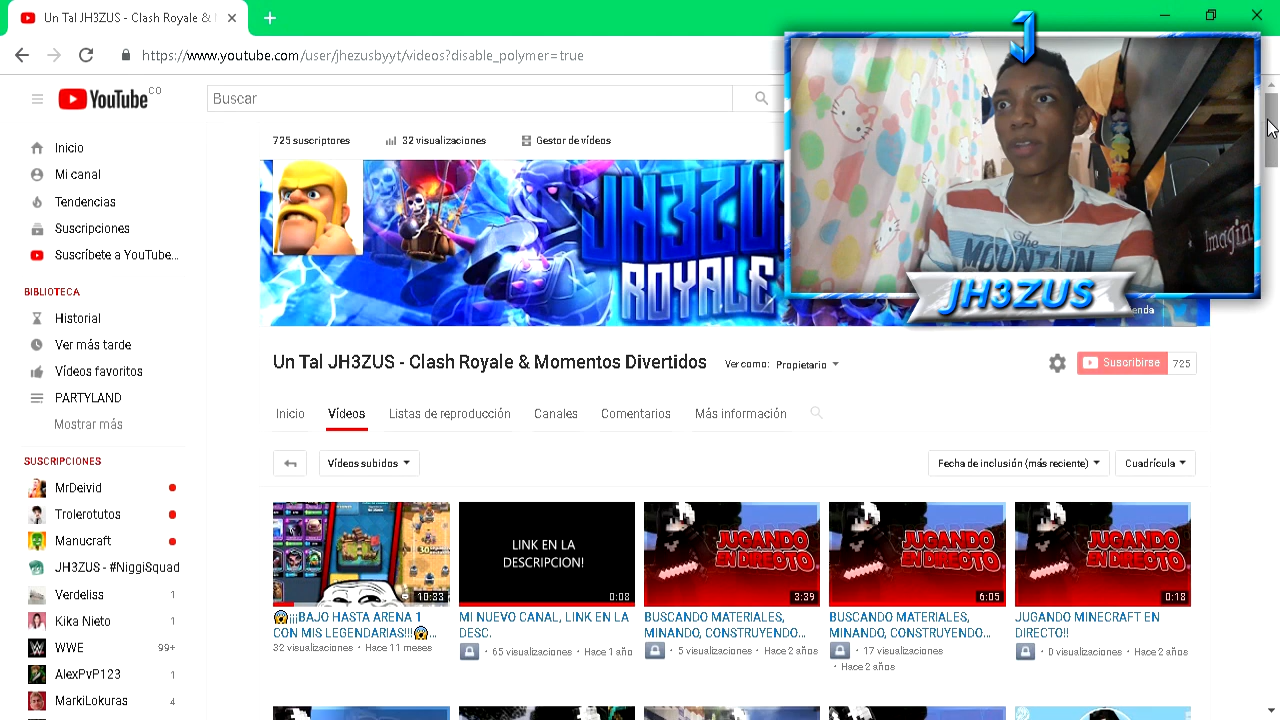 Un Tal JH3ZUS - Clash Royale &
https://www.youtube.com/user/jhezusbyyt/videos?disable_polymer=true
J
YouTube CO
Buscar
725 suscriptores
32 visualizaciones
Gestor de vídeos
Inicio
Mi canal
Tendencias
Suscripciones
Suscríbete a YouTube...
BIBLIOTECA
Historial
Ver más tarde
Vídeos favoritos
PARTYLAND
Mostrar más
SUSCRIPCIONES
MrDeivid
Trolerotutos
Manucraft
JH3ZUS - #NiggiSquad
Verdeliss 1
Kika Nieto 1
WWE 99+
AlexPvP123 1
MarkiLokuras 4
JH3ZUS
ROYALE
The
MOUNTAIN
Imagin
JH3ZUS
enda
Un Tal JH3ZUS - Clash Royale & Momentos Divertidos
Ver como: Propietario
Suscribirse 725
Inicio
Vídeos
Listas de reproducción
Canales
Comentarios
Más información
Vídeos subidos
Fecha de inclusión (más reciente)
Cuadrícula
10:33
😱¡¡¡BAJO HASTA ARENA 1
CON MIS LEGENDARIAS!!!😱...
32 visualizaciones • Hace 11 meses
LINK EN LA
DESCRIPCION!
0:08
MI NUEVO CANAL, LINK EN LA
DESC.
• 65 visualizaciones • Hace 1 año
JUGANDO
EN DIRECTO
3:39
BUSCANDO MATERIALES,
MINANDO, CONSTRUYENDO...
• 5 visualizaciones • Hace 2 años
JUGANDO
EN DIRECTO
6:05
BUSCANDO MATERIALES,
MINANDO, CONSTRUYENDO...
• 17 visualizaciones
• Hace 2 años
JUGANDO
EN DIRECTO
0:18
JUGANDO MINECRAFT EN
DIRECTO!!
• 0 visualizaciones • Hace 2 años